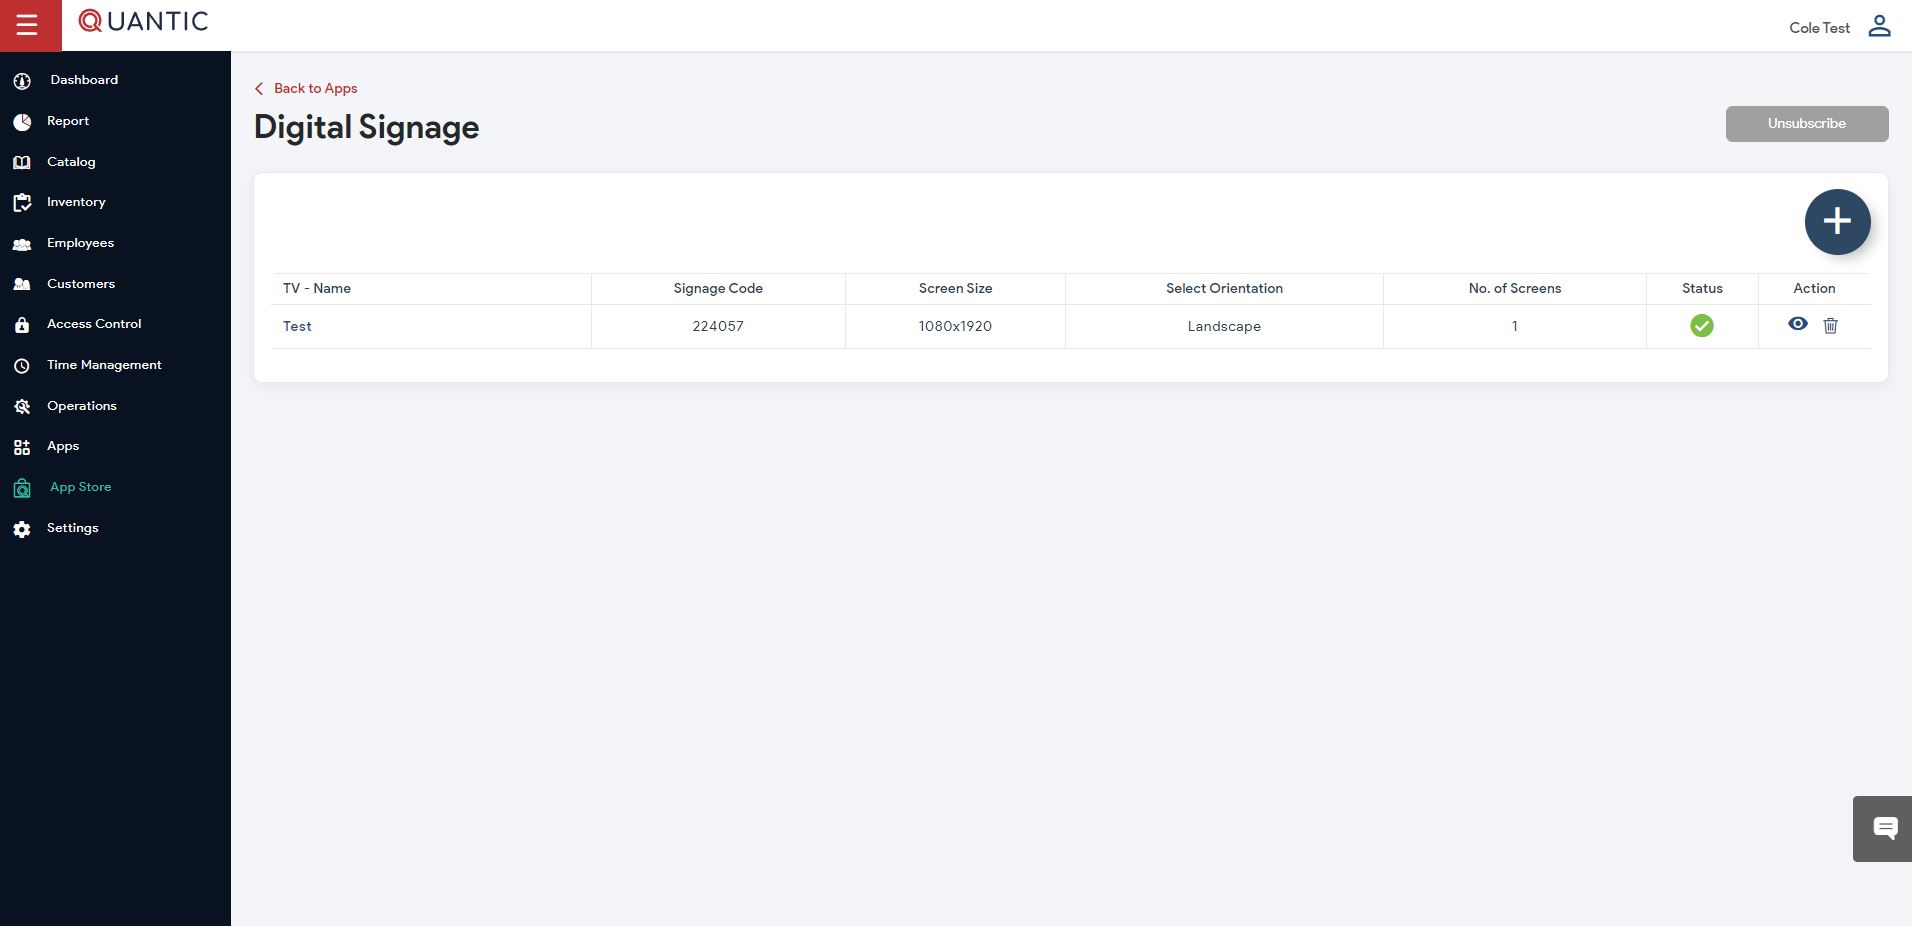 QUANTIC
Cole Test
Dashboard
Report
Catalog
Inventory
Employees
Customers
Access Control
Time Management
Operations
Apps
App Store
Settings
Back to Apps
Digital Signage
Unsubscribe
TV - Name Signage Code Screen Size Select Orientation No. of Screens Status Action
Test 224057 1080x1920 Landscape 1